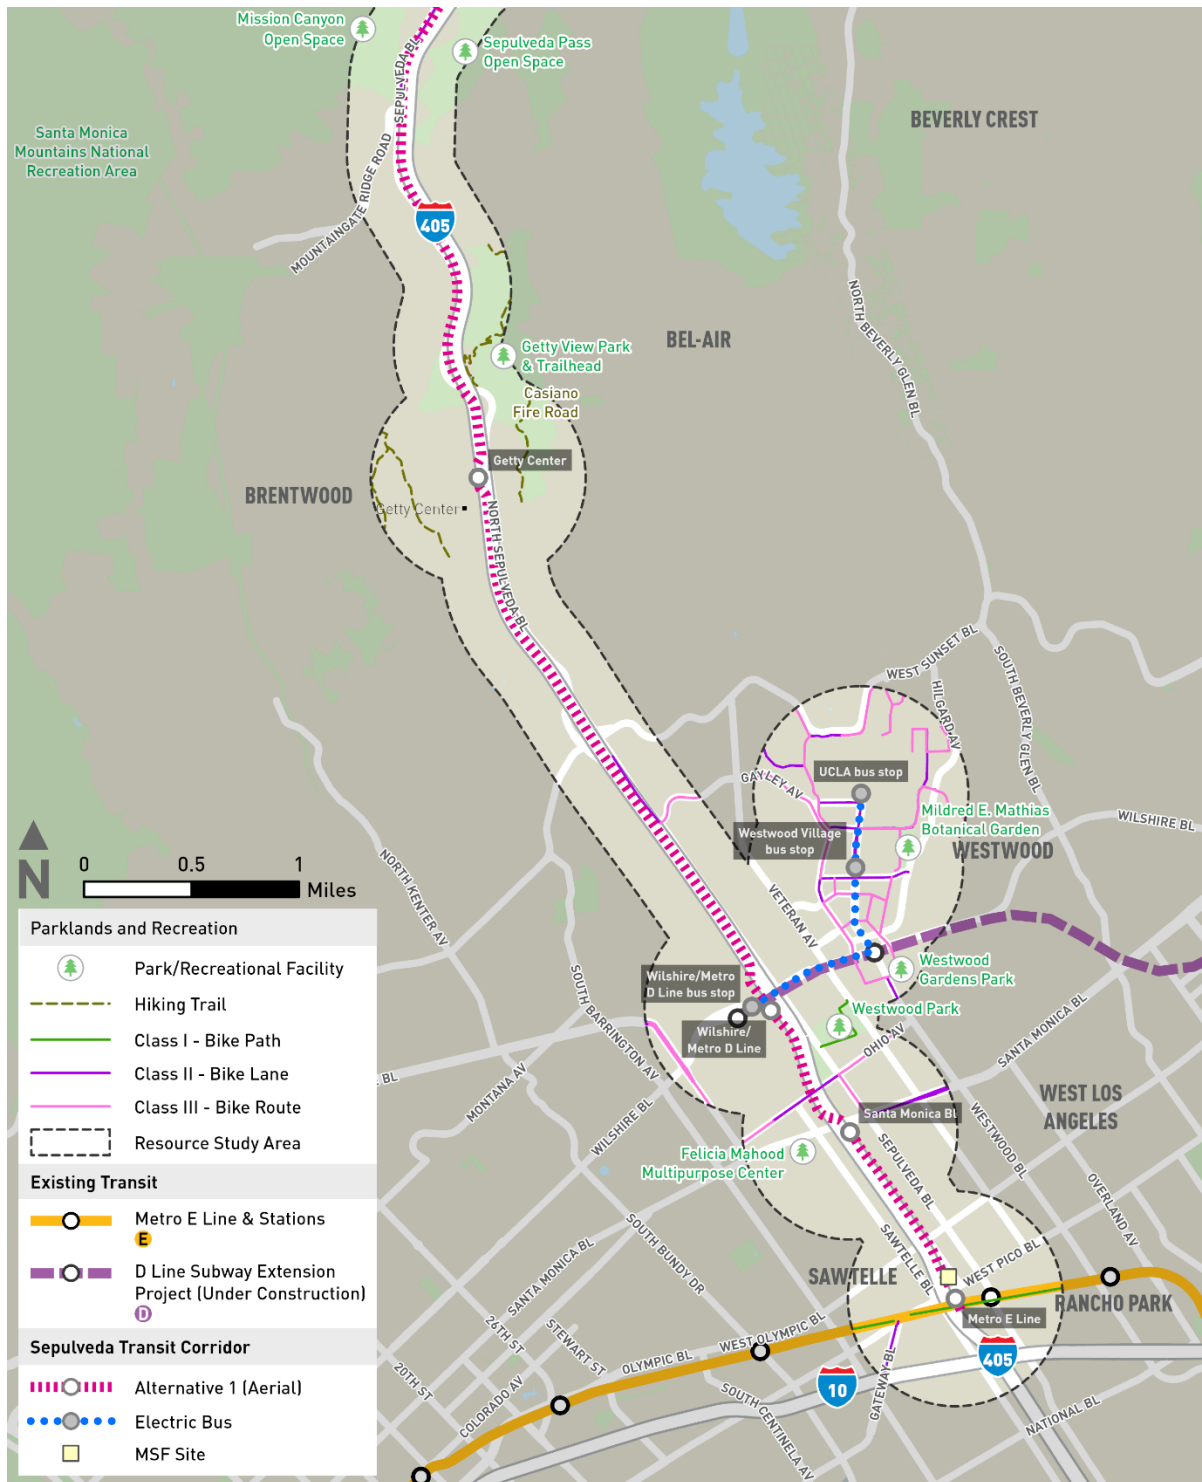 Mission Canyon
Open Space
Sepulveda Pass
Open Space
SEPULVEDA BL
Santa Monica
Mountains National
Recreation Area
BEVERLY CREST
MOUNTAINGATE RIDGE ROAD
405
NORTH BEVERLY GLEN BL
BEL-AIR
Getty View Park
& Trailhead
Casiano
Fire Road
Getty Center
BRENTWOOD
Getty Center
NORTH SEPULVEDA BL
WEST SUNSET BL
HILGARD AV
SOUTH BEVERLY GLEN BL
UCLA bus stop
GAYLEY AV
Mildred E. Mathias
Botanical Garden
WILSHIRE BL
Westwood Village
bus stop
WESTWOOD
N
0 0.5 1
Miles
NORTH KENTER AV
VETERAN AV
Westwood
Gardens Park
Wilshire/Metro
D Line bus stop
Westwood Park
SOUTH BARRINGTON AV
Wilshire/
Metro D Line
OHIO AV
SANTA MONICA BL
BL
MONTANA AV
WILSHIRE BL
Santa Monica Bl
WEST LOS
ANGELES
Felicia Mahood
Multipurpose Center
SEPULVEDA BL
WESTWOOD BL
OVERLAND AV
SOUTH BUNDY DR
SANTA MONICA BL
SAWTELLE BL
WEST PICO BL
SAWTELLE
RANCHO PARK
Metro E Line
26TH ST
STEWART ST
WEST OLYMPIC BL
OLYMPIC BL
405
10
20TH ST
COLORADO AV
SOUTH CENTINELA AV
GATEWAY BL
NATIONAL BL
Parklands and Recreation
Park/Recreational Facility
Hiking Trail
Class I - Bike Path
Class II - Bike Lane
Class III - Bike Route
Resource Study Area
Existing Transit
Metro E Line & Stations
E
D Line Subway Extension
Project (Under Construction)
D
Sepulveda Transit Corridor
Alternative 1 (Aerial)
Electric Bus
MSF Site